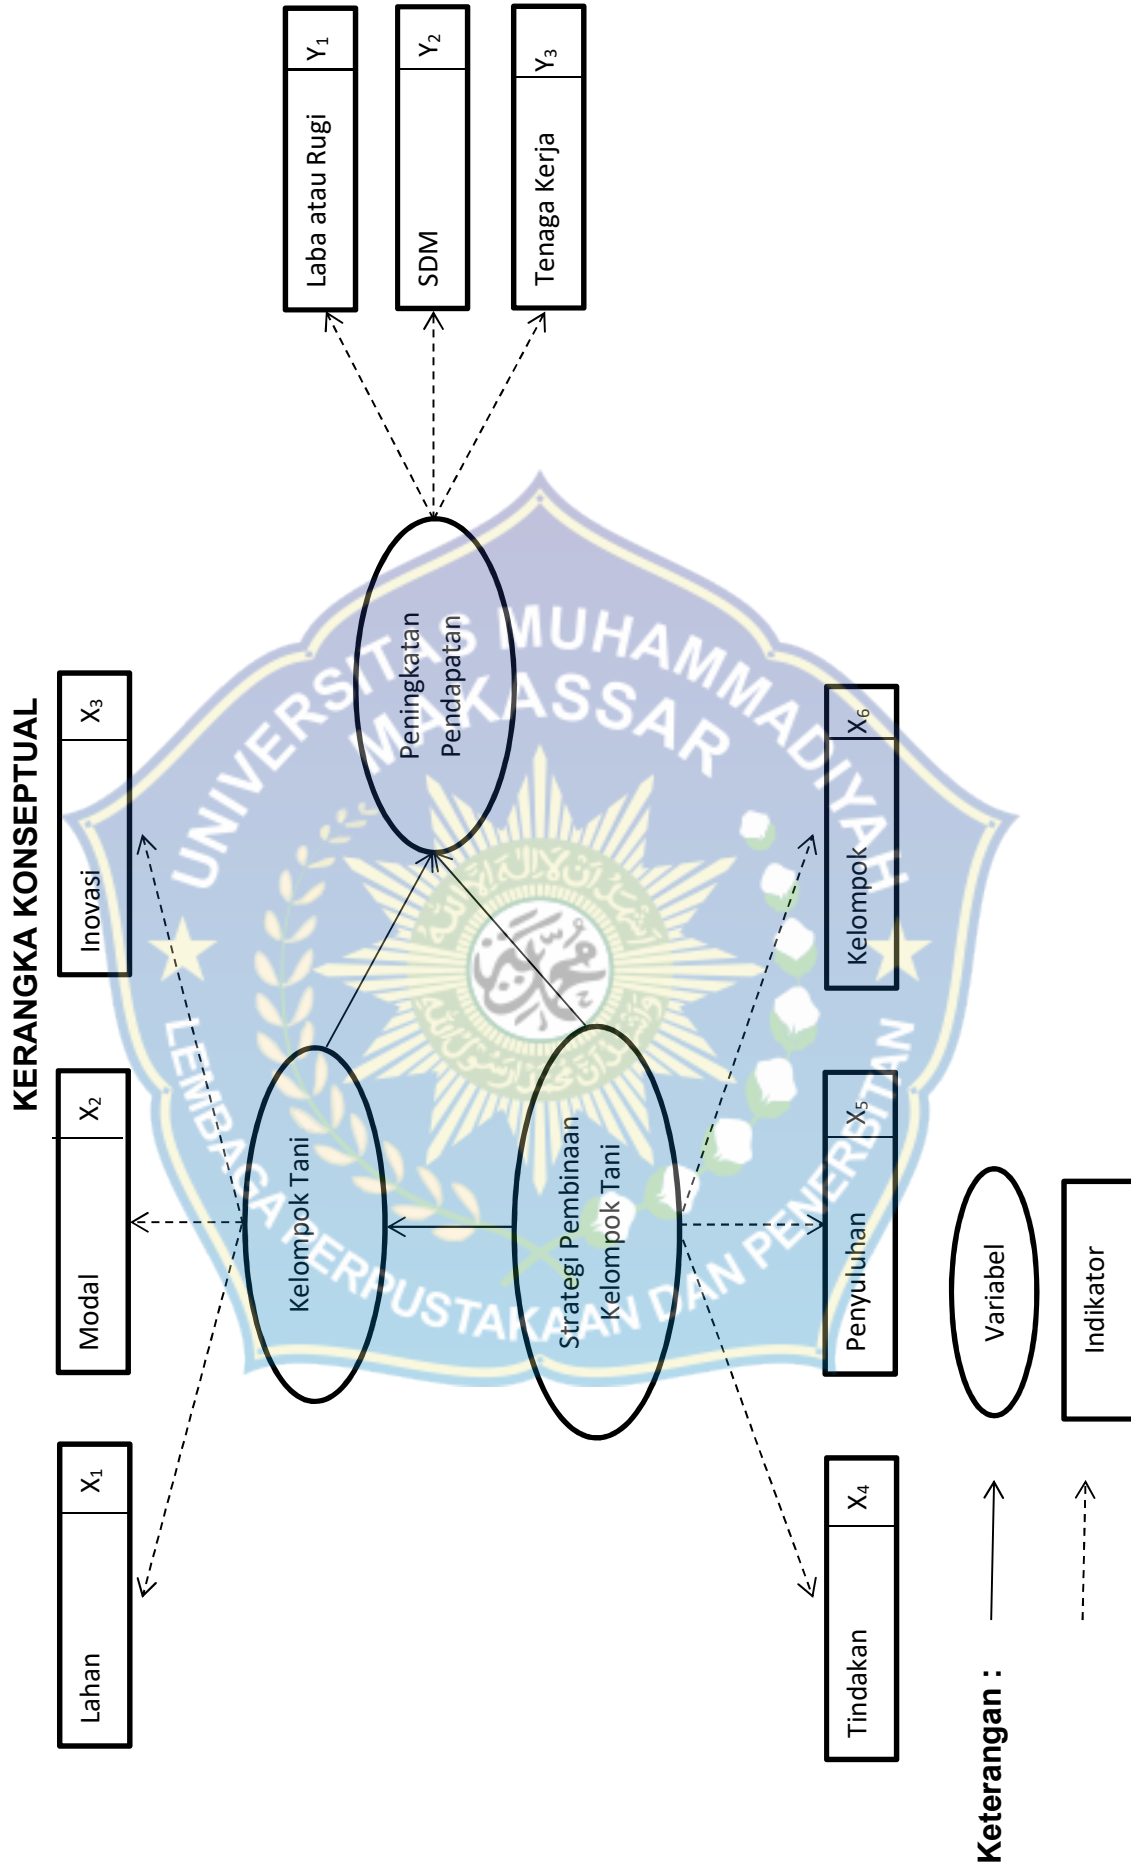 KERANGKA KONSEPTUAL
Lahan X₁
Modal X₂
Inovasi X₃
Kelompok Tani
Peningkatan
Pendapatan
Laba atau Rugi Y₁
SDM Y₂
Tenaga Kerja Y₃
Strategi Pembinaan
Kelompok Tani
Tindakan X₄
Penyuluhan X₅
Kelompok X₆
Keterangan :
Variabel
Indikator
UNIVERSITAS MUHAMMADIYAH
MAKASSAR
LEMBAGA PERPUSTAKAAN DAN PENERBITAN